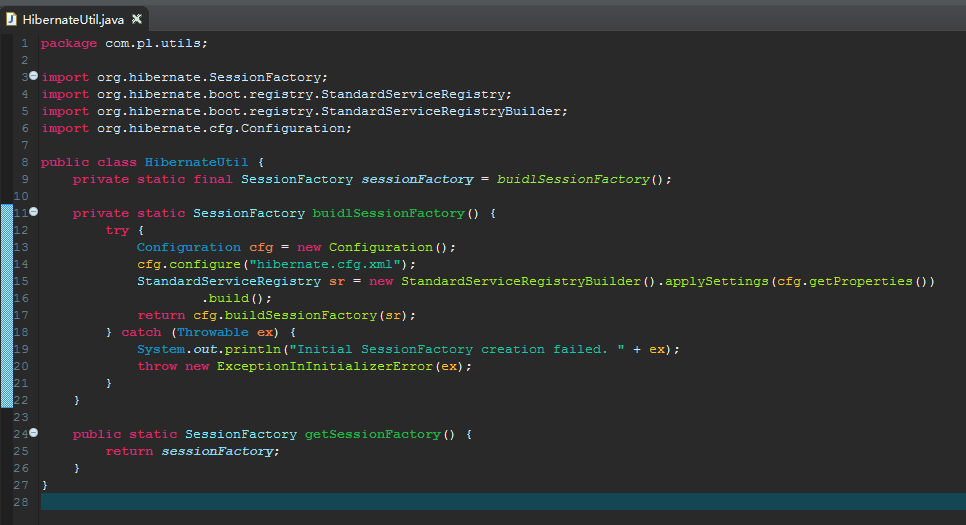 HibernateUtil.java
1 package com.pl.utils;
2
3 import org.hibernate.SessionFactory;
4 import org.hibernate.boot.registry.StandardServiceRegistry;
5 import org.hibernate.boot.registry.StandardServiceRegistryBuilder;
6 import org.hibernate.cfg.Configuration;
7
8 public class HibernateUtil {
9     private static final SessionFactory sessionFactory = buidlSessionFactory();
10
11     private static SessionFactory buidlSessionFactory() {
12         try {
13             Configuration cfg = new Configuration();
14             cfg.configure("hibernate.cfg.xml");
15             StandardServiceRegistry sr = new StandardServiceRegistryBuilder().applySettings(cfg.getProperties())
16                     .build();
17             return cfg.buildSessionFactory(sr);
18         } catch (Throwable ex) {
19             System.out.println("Initial SessionFactory creation failed. " + ex);
20             throw new ExceptionInInitializerError(ex);
21         }
22     }
23
24     public static SessionFactory getSessionFactory() {
25         return sessionFactory;
26     }
27 }
28